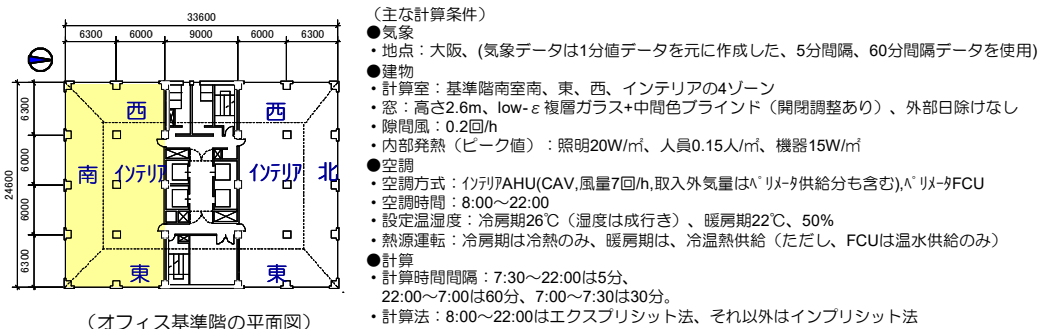 33600
6300 6000 9000 6000 6300
24600
6300
6000
6000
6300
西 西
南 ｲﾝﾃﾘｱ ｲﾝﾃﾘｱ 北
東 東
（オフィス基準階の平面図）
（主な計算条件）
●気象
・地点：大阪、(気象データは1分値データを元に作成した、5分間隔、60分間隔データを使用)
●建物
・計算室：基準階南室南、東、西、インテリアの4ゾーン
・窓：高さ2.6m、low-ε複層ガラス+中間色ブラインド（開閉調整あり）、外部日除けなし
・隙間風：0.2回/h
・内部発熱（ピーク値）：照明20W/㎡、人員0.15人/㎡、機器15W/㎡
●空調
・空調方式：ｲﾝﾃﾘｱAHU(CAV,風量7回/h,取入外気量はﾍﾟﾘﾒｰﾀ供給分も含む),ﾍﾟﾘﾒｰﾀFCU
・空調時間：8:00～22:00
・設定温湿度：冷房期26℃（湿度は成行き）、暖房期22℃、50%
・熱源運転：冷房期は冷熱のみ、暖房期は、冷温熱供給（ただし、FCUは温水供給のみ）
●計算
・計算時間間隔：7:30～22:00は5分、
22:00～7:00は60分、7:00～7:30は30分。
・計算法：8:00～22:00はエクスプリシット法、それ以外はインプリシット法